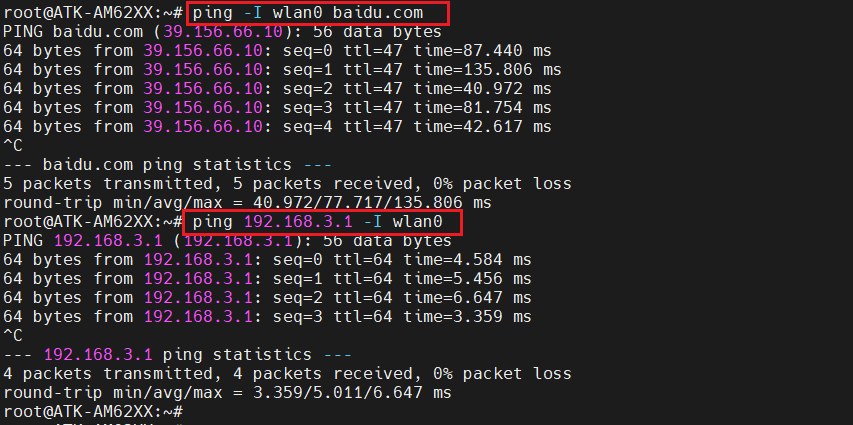 root@ATK-AM62XX:~# ping -I wlan0 baidu.com
PING baidu.com (39.156.66.10): 56 data bytes
64 bytes from 39.156.66.10: seq=0 ttl=47 time=87.440 ms
64 bytes from 39.156.66.10: seq=1 ttl=47 time=135.806 ms
64 bytes from 39.156.66.10: seq=2 ttl=47 time=40.972 ms
64 bytes from 39.156.66.10: seq=3 ttl=47 time=81.754 ms
64 bytes from 39.156.66.10: seq=4 ttl=47 time=42.617 ms
^C
--- baidu.com ping statistics ---
5 packets transmitted, 5 packets received, 0% packet loss
round-trip min/avg/max = 40.972/77.717/135.806 ms
root@ATK-AM62XX:~# ping 192.168.3.1 -I wlan0
PING 192.168.3.1 (192.168.3.1): 56 data bytes
64 bytes from 192.168.3.1: seq=0 ttl=64 time=4.584 ms
64 bytes from 192.168.3.1: seq=1 ttl=64 time=5.456 ms
64 bytes from 192.168.3.1: seq=2 ttl=64 time=6.647 ms
64 bytes from 192.168.3.1: seq=3 ttl=64 time=3.359 ms
^C
--- 192.168.3.1 ping statistics ---
4 packets transmitted, 4 packets received, 0% packet loss
round-trip min/avg/max = 3.359/5.011/6.647 ms
root@ATK-AM62XX:~#